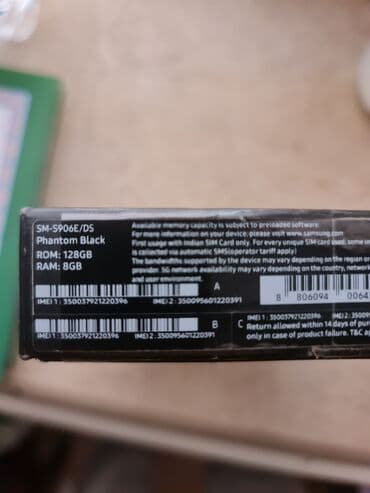 SM-S906E/DS
Phantom Black
ROM: 128GB
RAM: 8GB
Available memory capacity is subject to preloaded software.
For more information on your device, please visit www.samsung.com
First usage with Indian SIM Card only. For every unique SIM card used, some
is collected via automatic SMS(operator tariff apply)
The bandwidths supported by the device may vary depending on the region or
provider. 5G network availability may vary depending on the country, network
and user environment.
IMEI 1 : 350037921220396 IMEI 2 : 350095601220391
A
8 806094 0064
IMEI 1 : 350037921220396 IMEI 2 : 350095601220391
B
C
IMEI 1 : 350037921220396
Return allowed within 14 days of
only in case of product failure. T&C